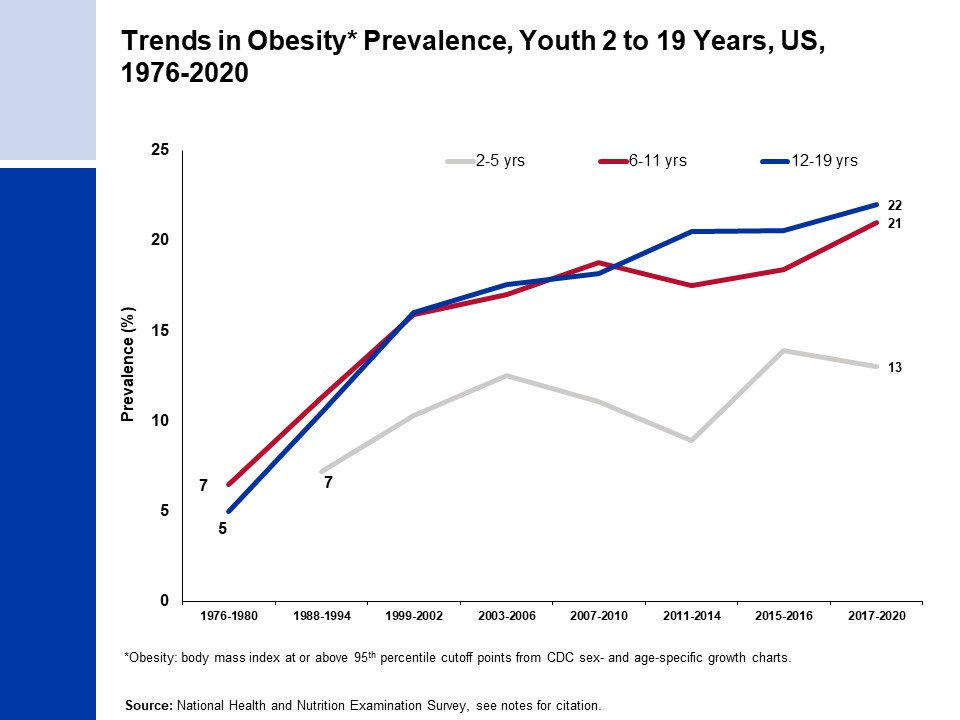 Trends in Obesity* Prevalence, Youth 2 to 19 Years, US,
1976-2020
25
2-5 yrs 6-11 yrs 12-19 yrs
22
21
20
15
Prevalence (%)
13
10
7
7
5
5
0
1976-1980 1988-1994 1999-2002 2003-2006 2007-2010 2011-2014 2015-2016 2017-2020
*Obesity: body mass index at or above 95th percentile cutoff points from CDC sex- and age-specific growth charts.
Source: National Health and Nutrition Examination Survey, see notes for citation.